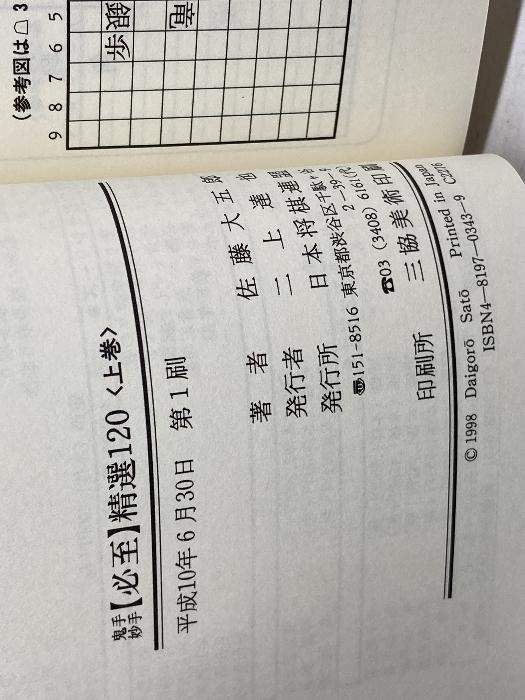 (参考図は△3
9 8 7 6 5
歩
鬼手
妙手
【必至】精選120〈上巻〉
平成10年6月30日 第1刷
著者 佐藤大五郎
発行者 二上達也
発行所 日本将棋連盟
〠151-8516 東京都渋谷区千駄ヶ谷
2-39-9
☎03 (3408) 6161(代)
印刷所 三協美術印刷
© 1998 Daigorō Satō Printed in Japan
ISBN4-8197-0343-9 C2076